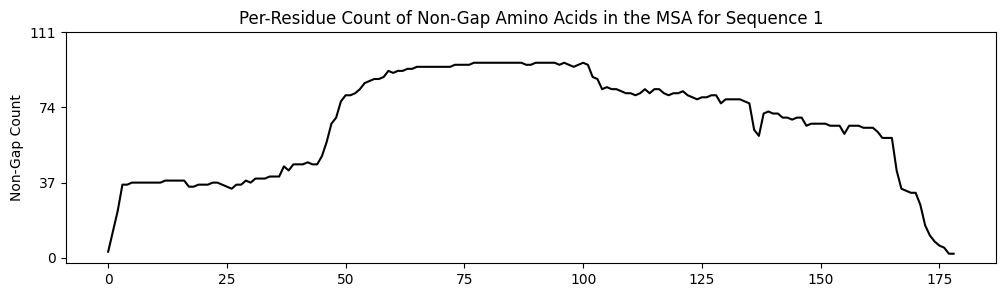 Per-Residue Count of Non-Gap Amino Acids in the MSA for Sequence 1
Non-Gap Count
111
74
37
0
0 25 50 75 100 125 150 175